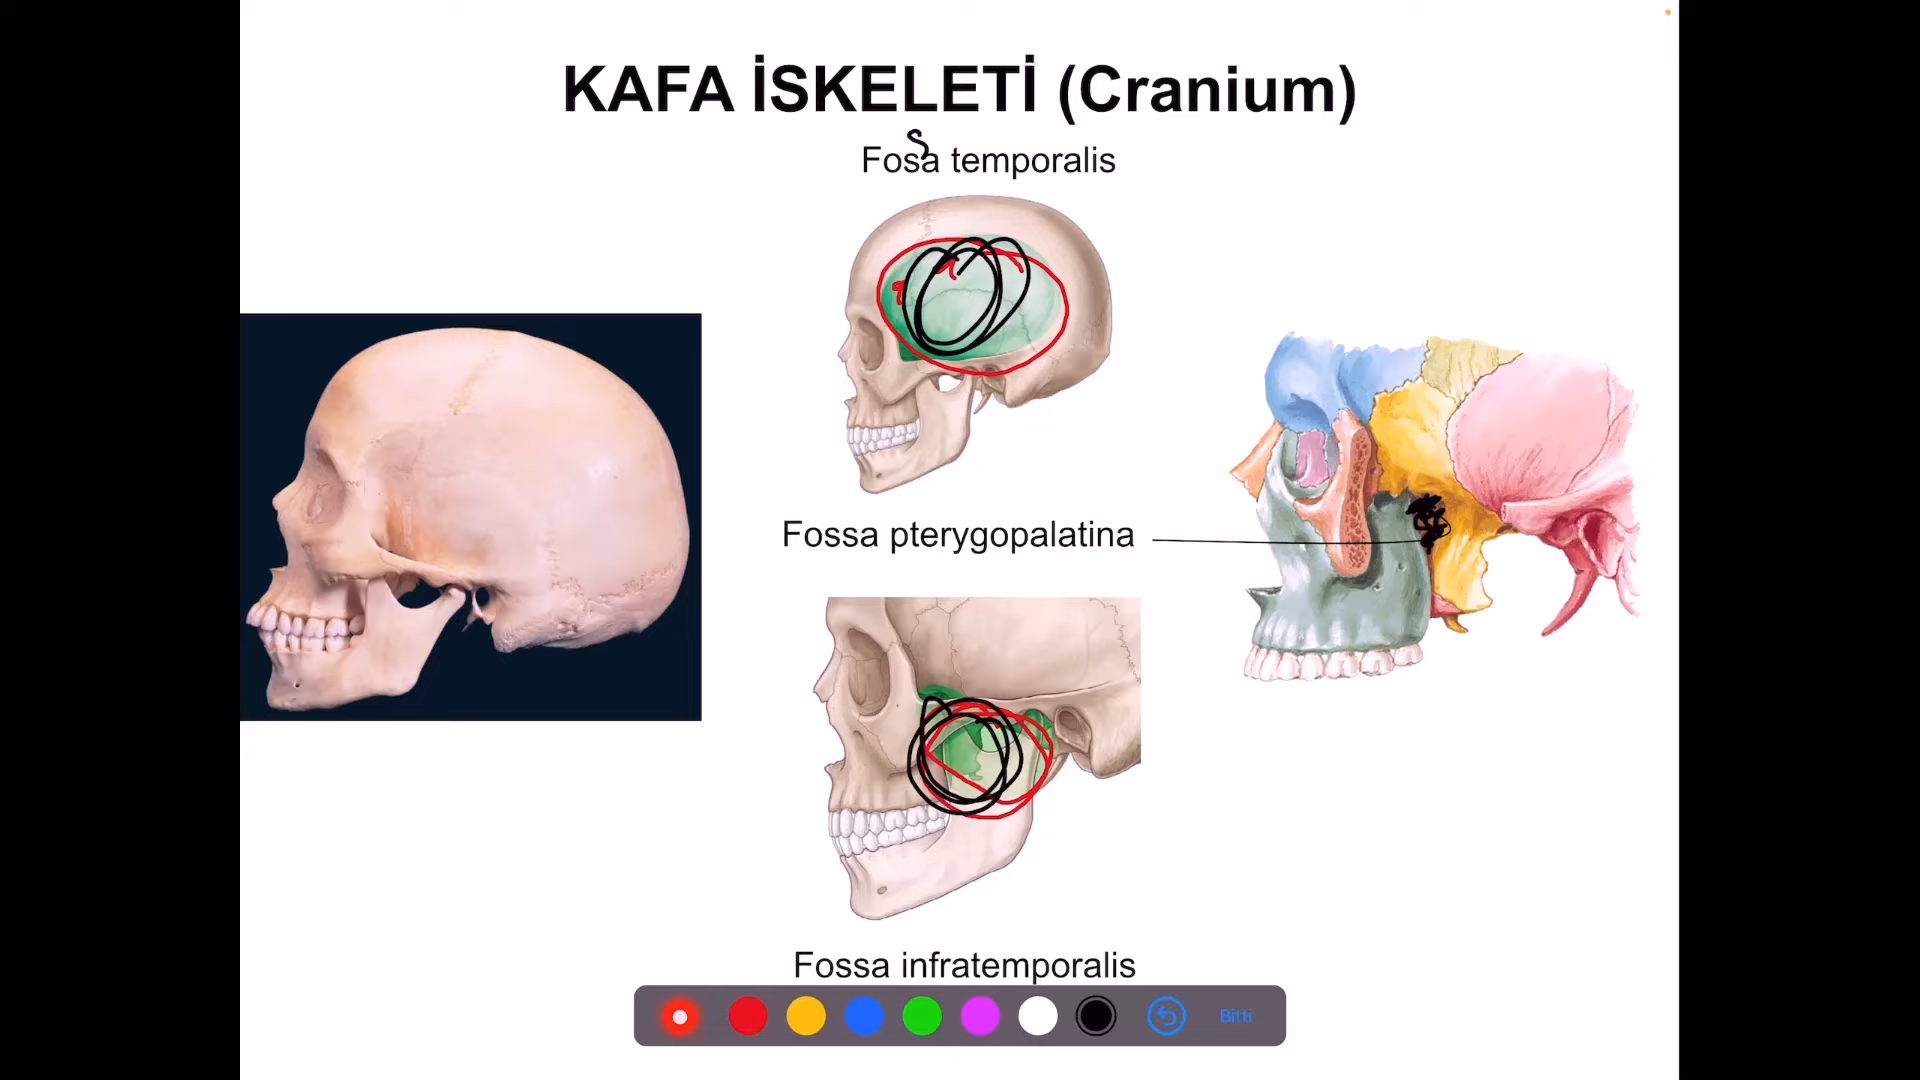 KAFA İSKELETİ (Cranium)
s
Fosa temporalis
Fossa pterygopalatina
Fossa infratemporalis
Bitti